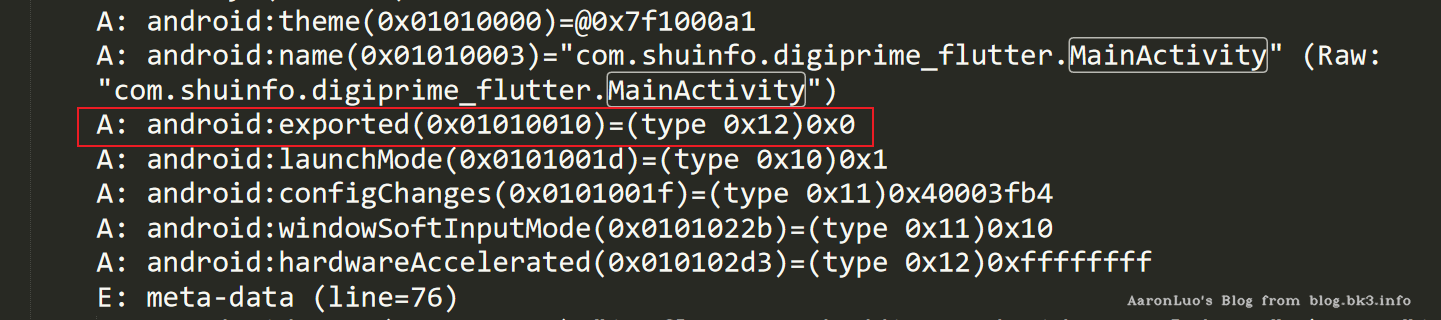 A: android:theme(0x01010000)=@0x7f1000a1
A: android:name(0x01010003)="com.shuinfo.digiprime_flutter.MainActivity" (Raw:
"com.shuinfo.digiprime_flutter.MainActivity")
A: android:exported(0x01010010)=(type 0x12)0x0
A: android:launchMode(0x0101001d)=(type 0x10)0x1
A: android:configChanges(0x0101001f)=(type 0x11)0x40003fb4
A: android:windowSoftInputMode(0x0101022b)=(type 0x11)0x10
A: android:hardwareAccelerated(0x010102d3)=(type 0x12)0xffffffff
E: meta-data (line=76)
AaronLuo's Blog from blog.bk3.info